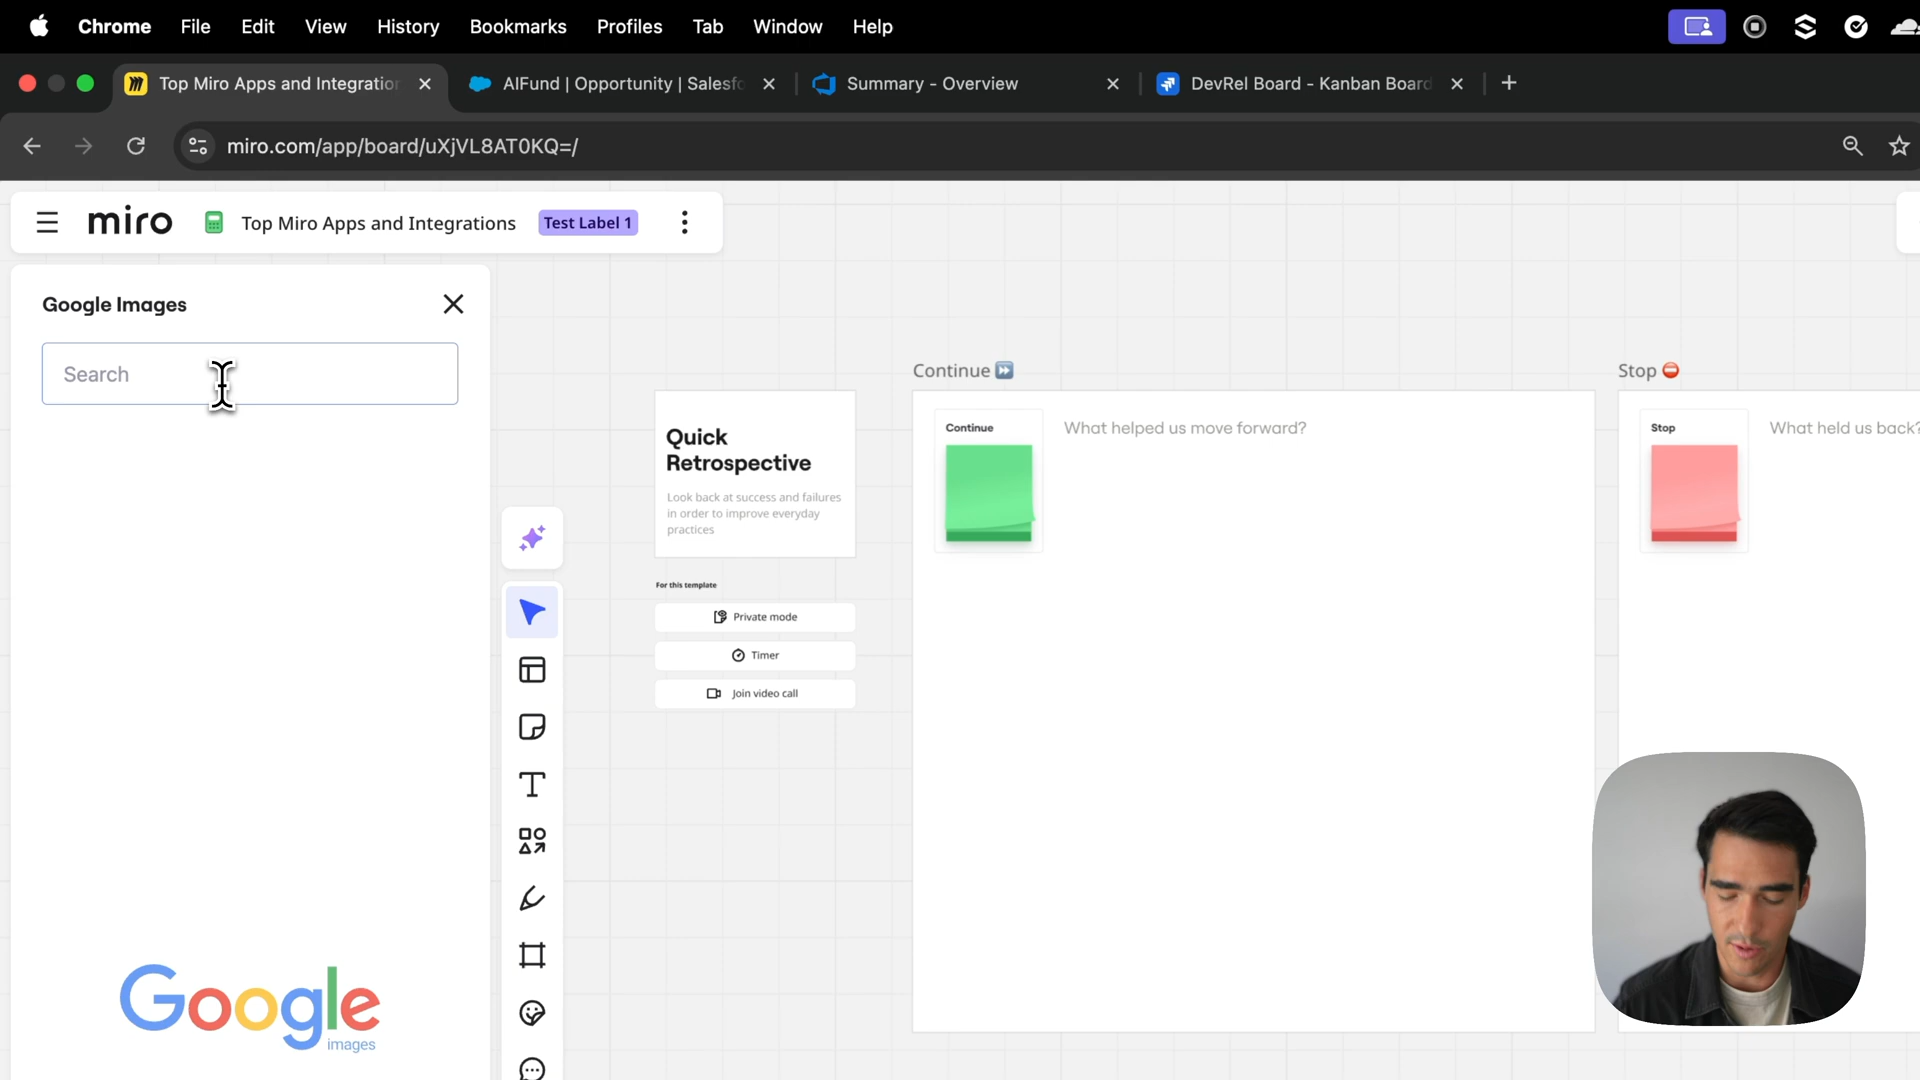 Chrome File Edit View History Bookmarks Profiles Tab Window Help
Top Miro Apps and Integration
AIFund | Opportunity | Salesfo
Summary - Overview
DevRel Board - Kanban Board
miro.com/app/board/uXjVL8AT0KQ=/
miro
Top Miro Apps and Integrations
Test Label 1
Google Images
Search
Google
images
Quick
Retrospective
Look back at success and failures
in order to improve everyday
practices
For this template
Private mode
Timer
Join video call
Continue
Continue
What helped us move forward?
Stop
Stop
What held us back?